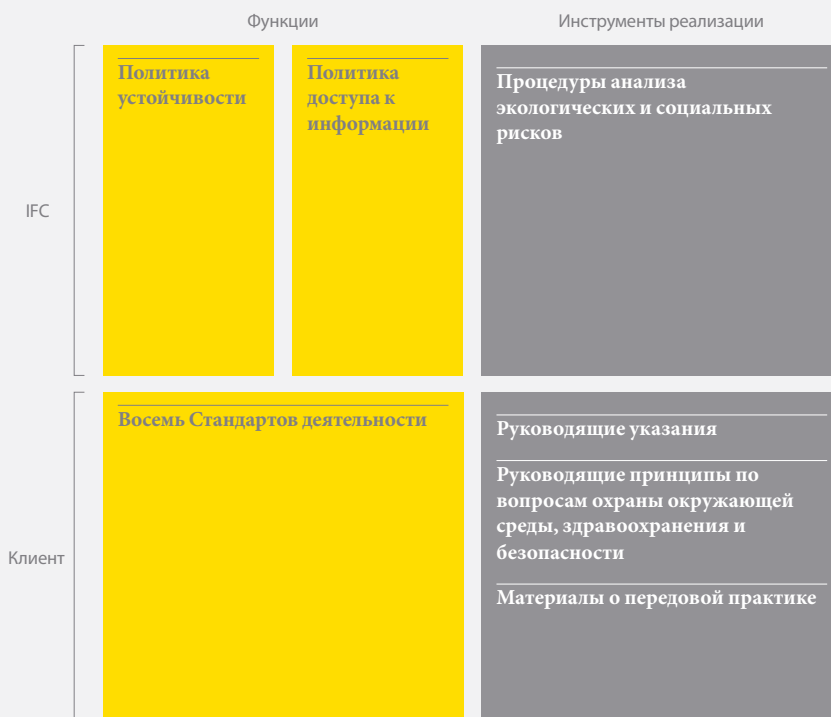 Функции
Инструменты реализации
IFC
Политика
устойчивости
Политика
доступа к
информации
Процедуры анализа
экологических и социальных
рисков
Клиент
Восемь Стандартов деятельности
Руководящие указания
Руководящие принципы по
вопросам охраны окружающей
среды, здравоохранения и
безопасности
Материалы о передовой практике